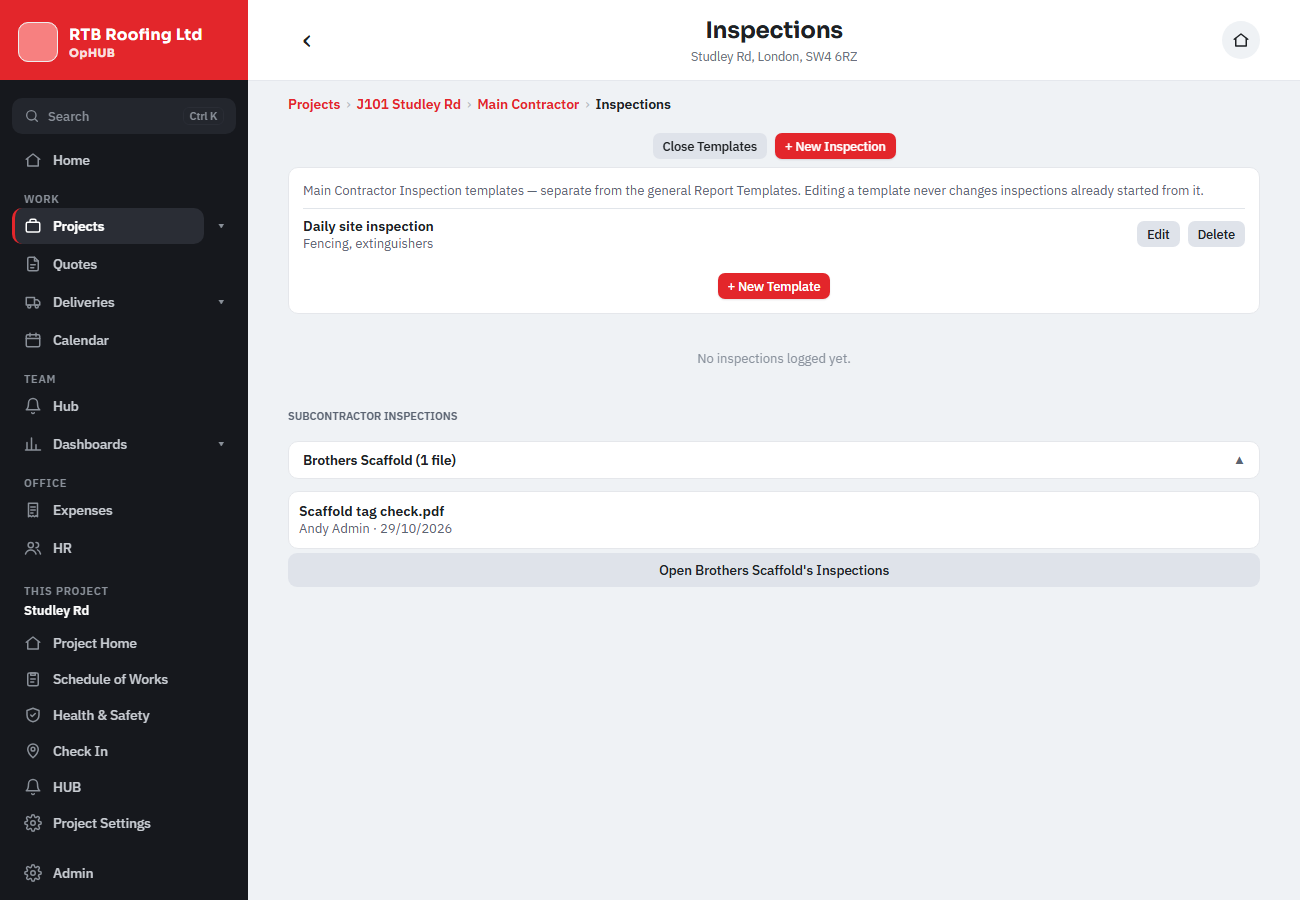 RTB Roofing Ltd
OpHUB
Search
Ctrl K
Home
WORK
Projects
Quotes
Deliveries
Calendar
TEAM
Hub
Dashboards
OFFICE
Expenses
HR
THIS PROJECT
Studley Rd
Project Home
Schedule of Works
Health & Safety
Check In
HUB
Project Settings
Admin
Inspections
Studley Rd, London, SW4 6RZ
Projects › J101 Studley Rd › Main Contractor › Inspections
Close Templates
+ New Inspection
Main Contractor Inspection templates — separate from the general Report Templates. Editing a template never changes inspections already started from it.
Daily site inspection
Fencing, extinguishers
Edit
Delete
+ New Template
No inspections logged yet.
SUBCONTRACTOR INSPECTIONS
Brothers Scaffold (1 file)
Scaffold tag check.pdf
Andy Admin · 29/10/2026
Open Brothers Scaffold's Inspections